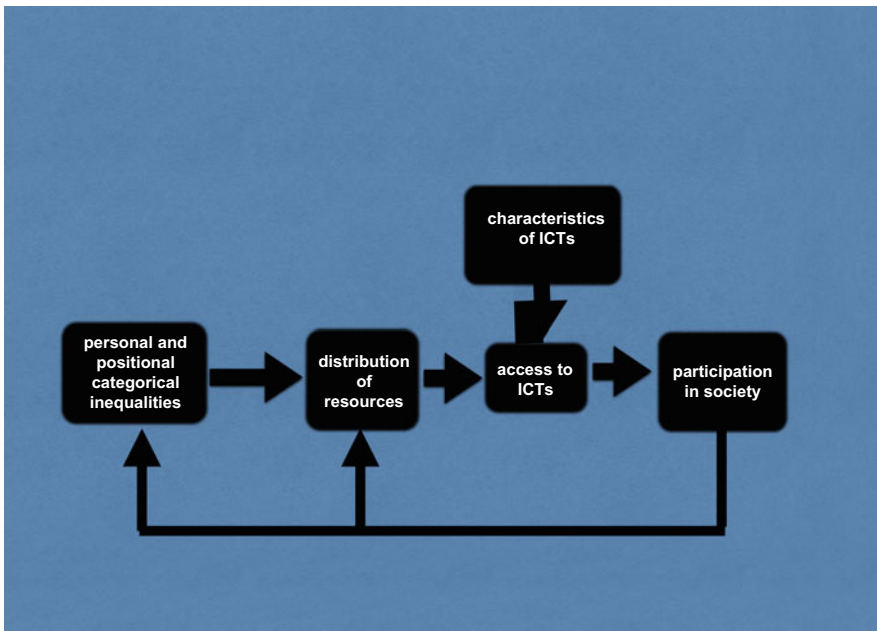 characteristics
of ICTs
personal and
positional
categorical
inequalities
distribution
of
resources
access to
ICTs
participation
in society